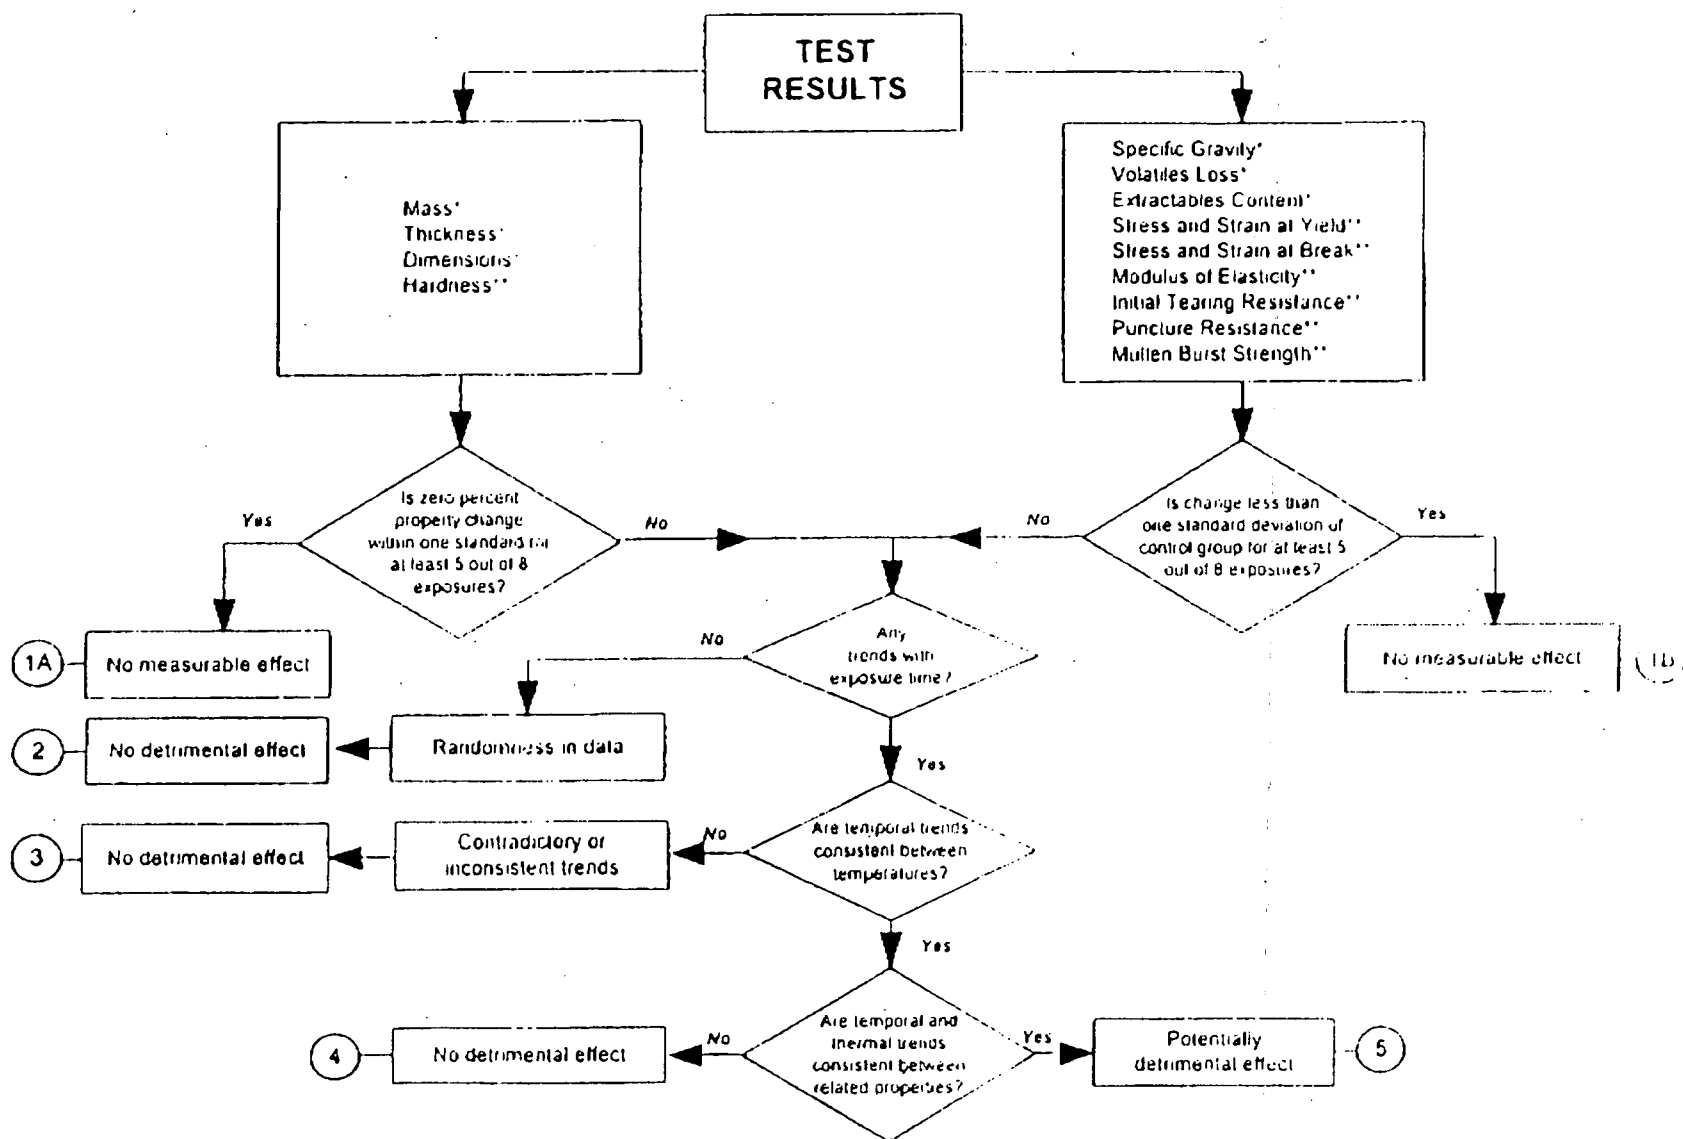 TEST
RESULTS
Mass*
Thickness*
Dimensions*
Hardness**
Specific Gravity*
Volatiles Loss*
Extractables Content*
Stress and Strain at Yield**
Stress and Strain at Break**
Modulus of Elasticity**
Initial Tearing Resistance**
Puncture Resistance**
Mullen Burst Strength**
Is zero percent
property change
within one standard for
at least 5 out of 8
exposures?
Yes
No
Is change less than
one standard deviation of
control group for at least 5
out of 8 exposures?
No
Yes
1A
No measurable effect
No measurable effect
Any
trends with
exposure time?
No
Yes
2
No detrimental effect
Randomness in data
Are temporal trends
consistent between
temperatures?
No
Yes
3
No detrimental effect
Contradictory or
inconsistent trends
Are temporal and
thermal trends
consistent between
related properties?
No
Yes
4
No detrimental effect
Potentially
detrimental effect
5